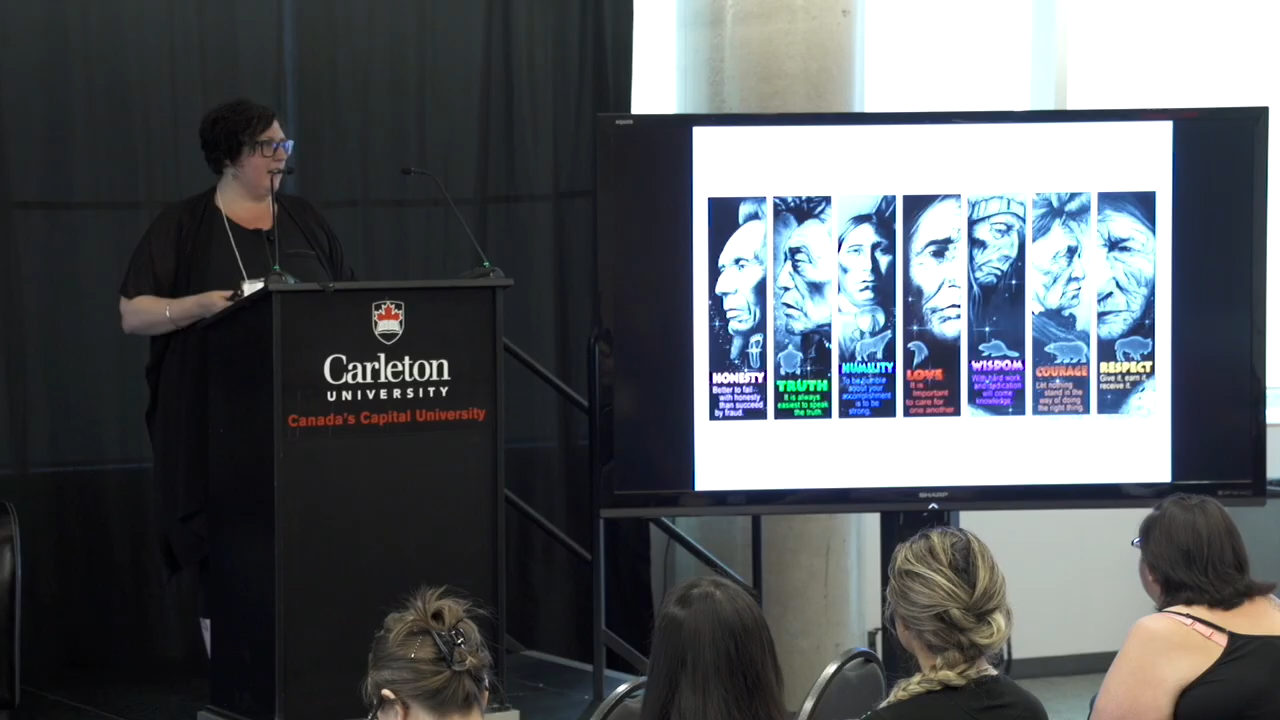 Carleton
UNIVERSITY
Canada's Capital University
HONESTY
Better to fail
with honesty
than succeed
by fraud.
TRUTH
It is always
easiest to speak
the truth.
HUMILITY
To be humble
about your
accomplishment
is to be
strong.
LOVE
It is
important
to care for
one another
WISDOM
With hard work
and dedication
will come
knowledge.
COURAGE
Let nothing
stand in the
way of doing
the right thing.
RESPECT
Give it, earn it,
receive it.
SHARP